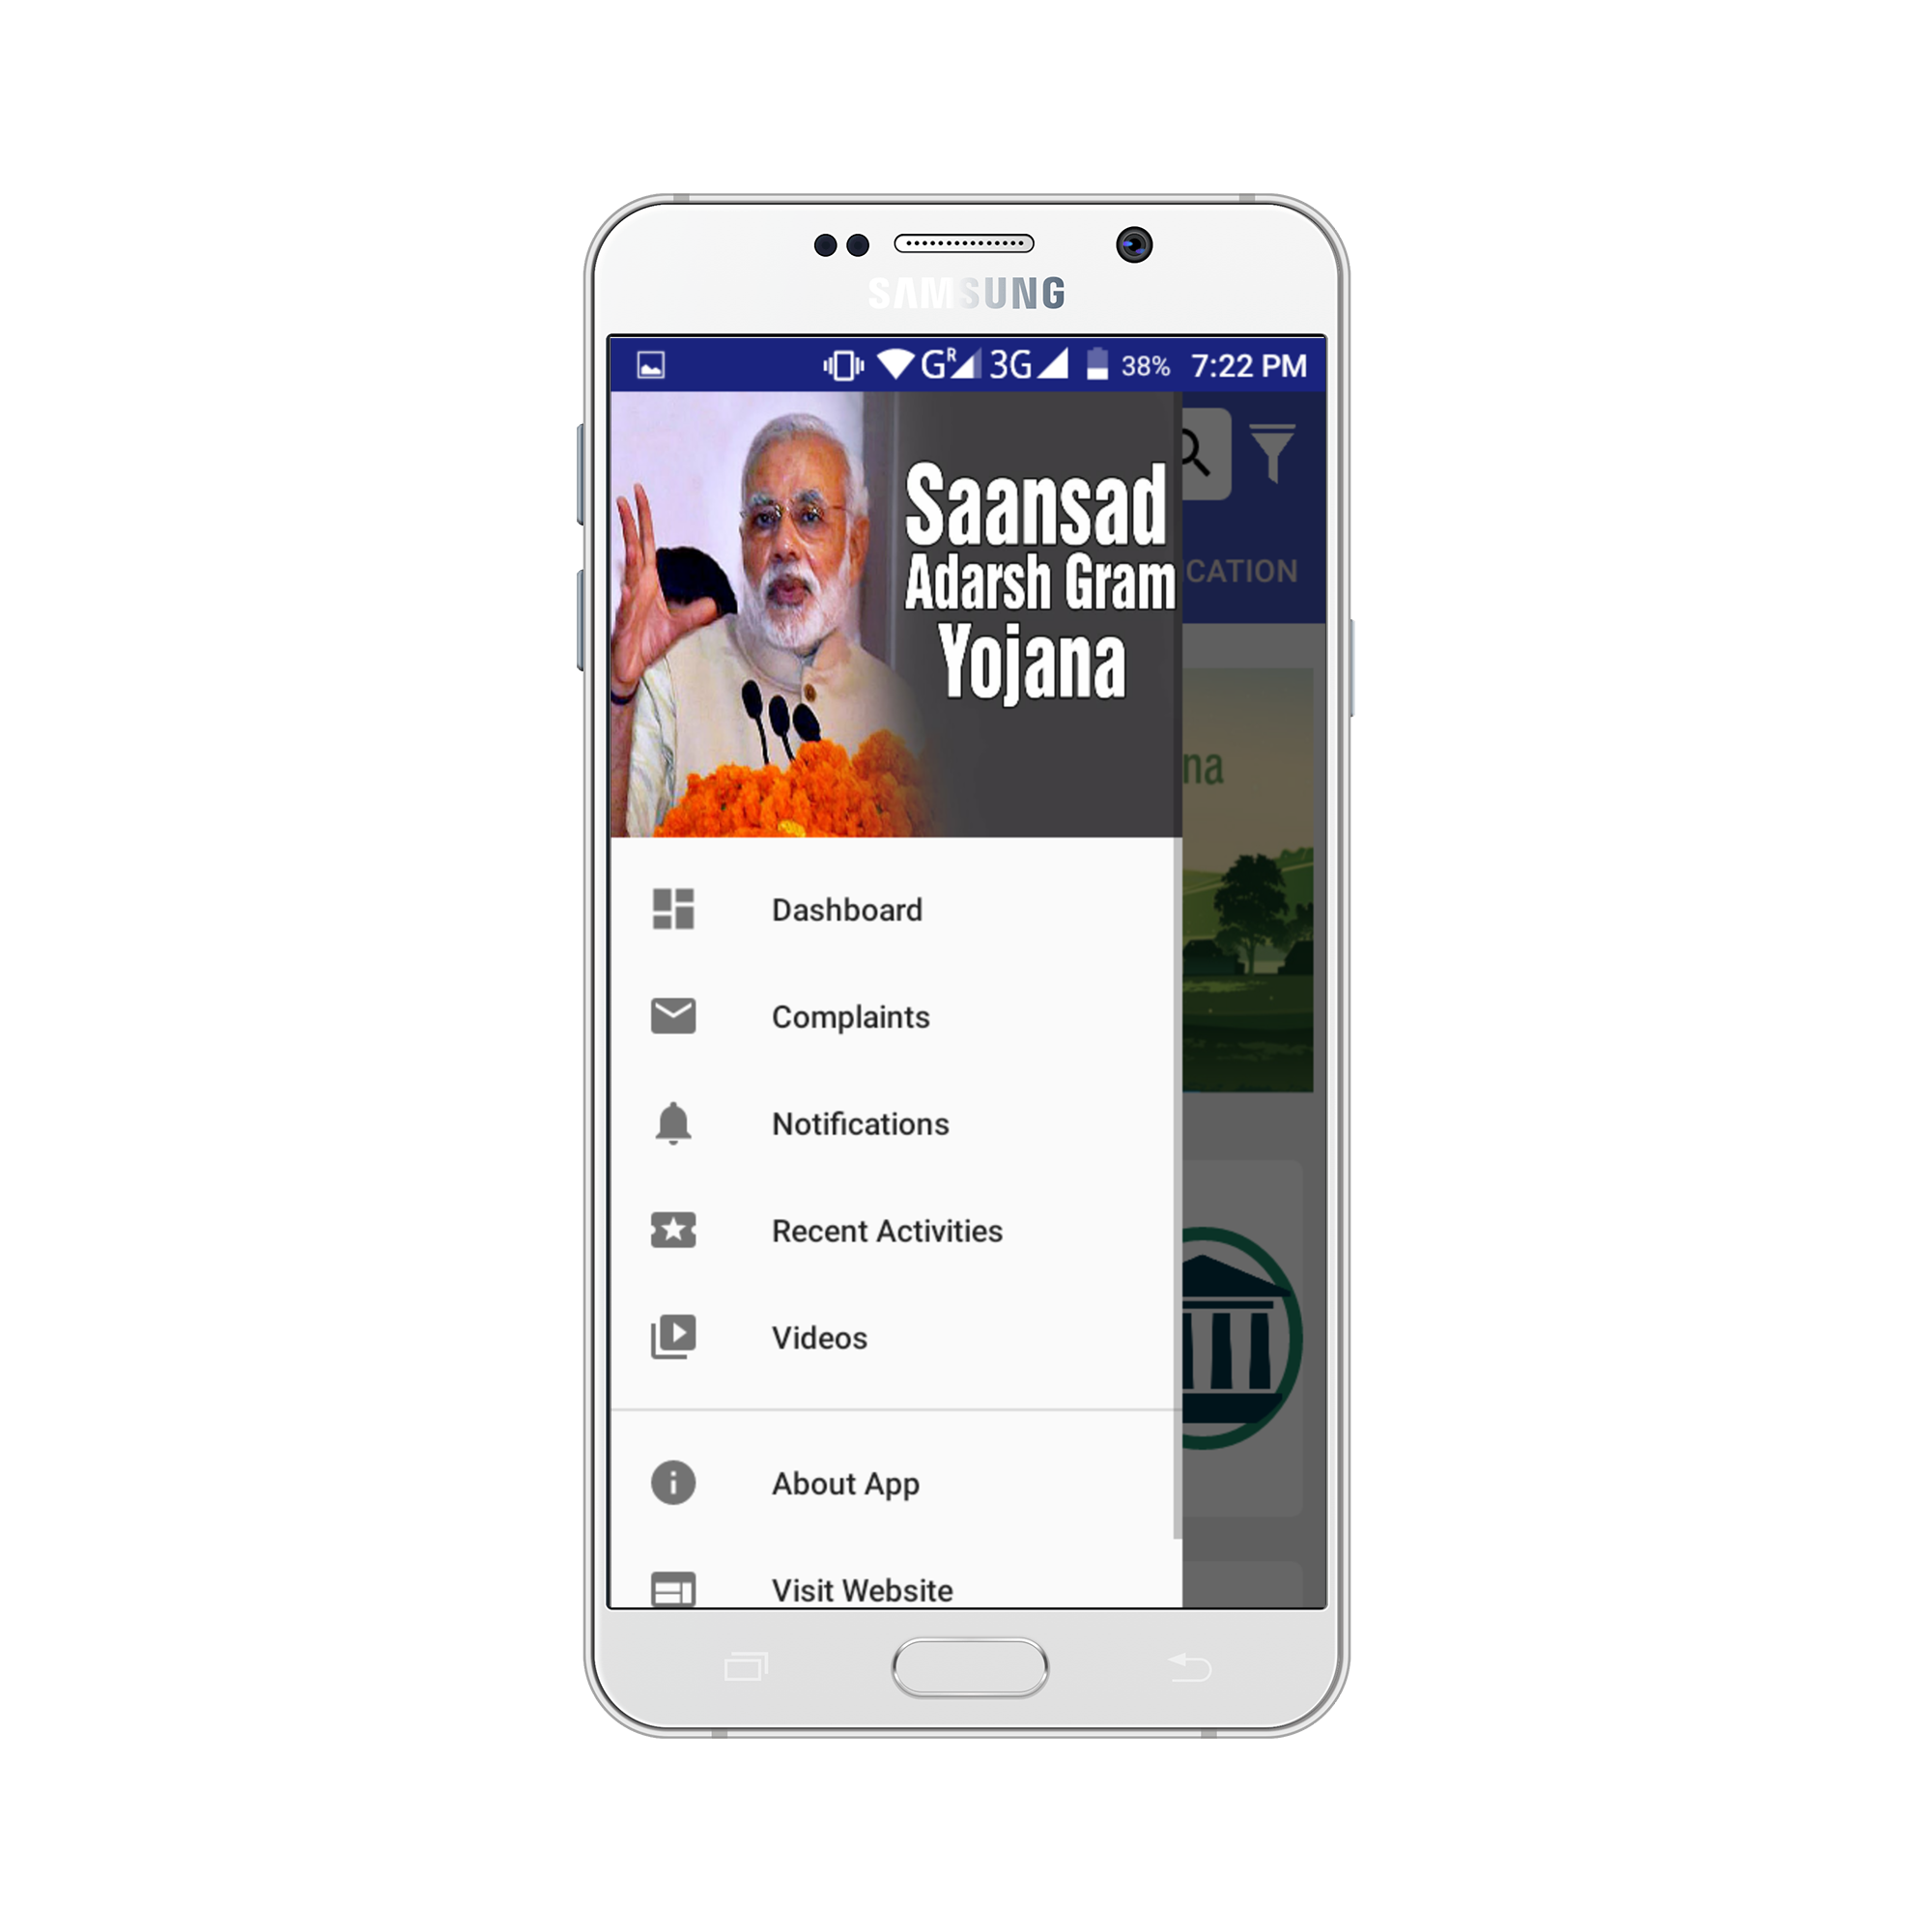 SAMSUNG
GR 3G 38% 7:22 PM
Saansad
Adarsh Gram
Yojana
CATION
na
Dashboard
Complaints
Notifications
Recent Activities
Videos
About App
Visit Website